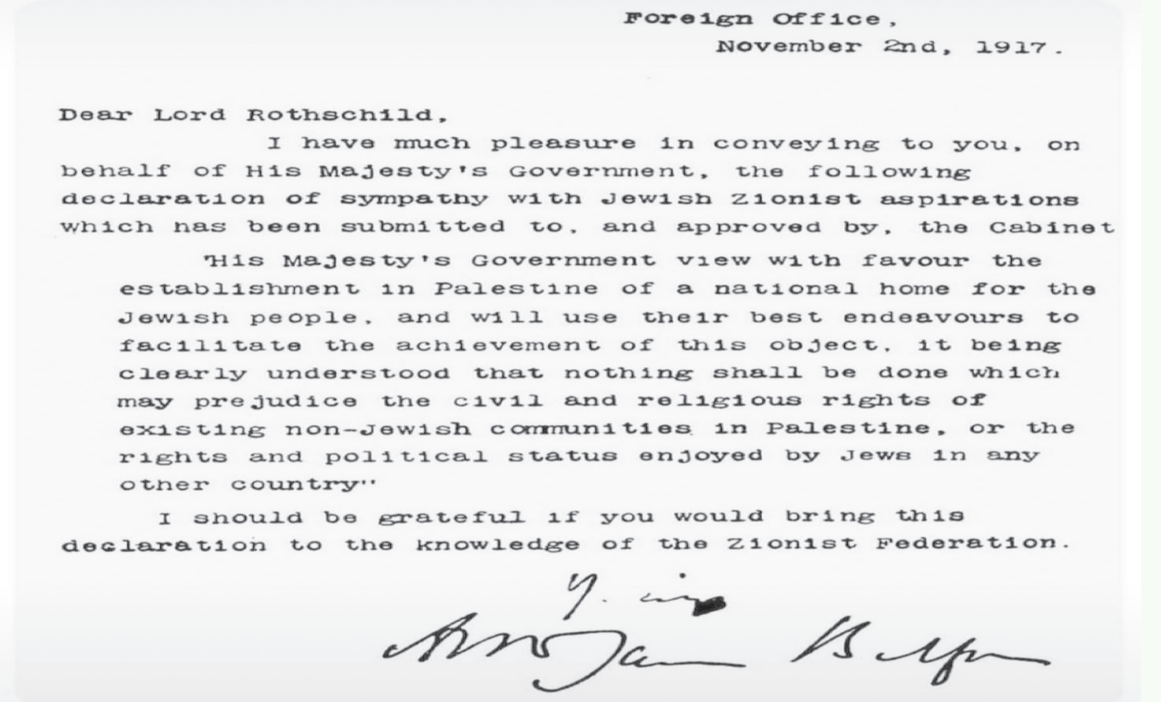 Foreign Office,
November 2nd, 1917.
Dear Lord Rothschild,
I have much pleasure in conveying to you, on
behalf of His Majesty's Government, the following
declaration of sympathy with Jewish Zionist aspirations
which has been submitted to, and approved by, the Cabinet
"His Majesty's Government view with favour the
establishment in Palestine of a national home for the
Jewish people, and will use their best endeavours to
facilitate the achievement of this object, it being
clearly understood that nothing shall be done which
may prejudice the civil and religious rights of
existing non-Jewish communities in Palestine, or the
rights and political status enjoyed by Jews in any
other country"
I should be grateful if you would bring this
declaration to the knowledge of the Zionist Federation.
Arthur James Balfour